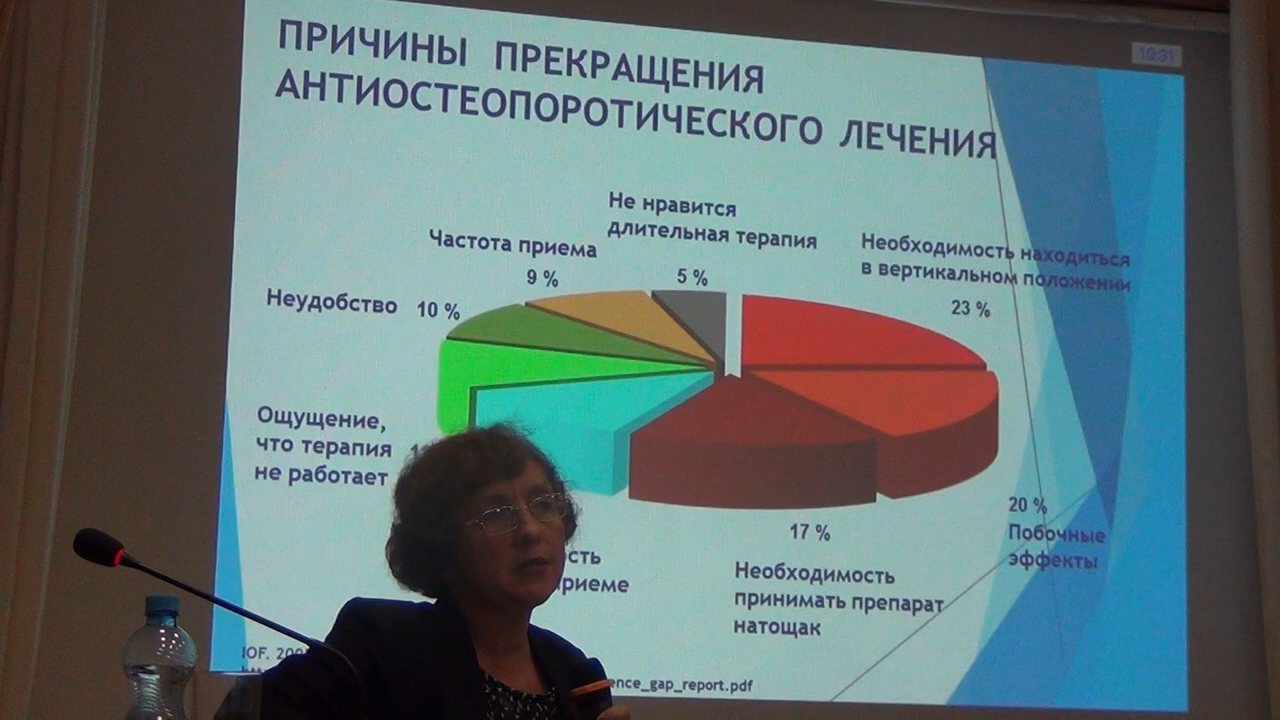 10:31
ПРИЧИНЫ ПРЕКРАЩЕНИЯ
АНТИОСТЕОПОРОТИЧЕСКОГО ЛЕЧЕНИЯ
Не нравится
длительная терапия
5 %
Частота приема
9 %
Необходимость находиться
в вертикальном положении
23 %
Неудобство 10 %
Ощущение,
что терапия
не работает
20 %
Побочные
эффекты
17 %
Необходимость
принимать препарат
натощак
IOF.